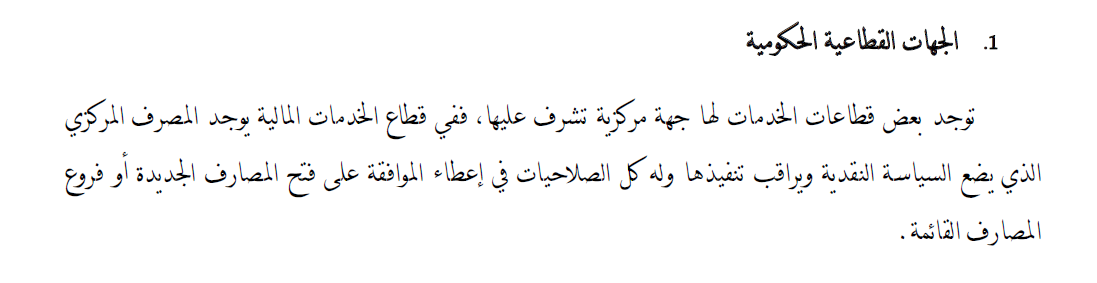 1. الجهات القطاعية الحكومية
توجد بعض قطاعات الخدمات لها جهة مركزية تشرف عليها، ففي قطاع الخدمات المالية يوجد المصرف المركزي
الذي يضع السياسة النقدية ويراقب تنفيذها وله كل الصلاحيات في إعطاء الموافقة على فتح المصارف الجديدة أو فروع
المصارف القائمة.